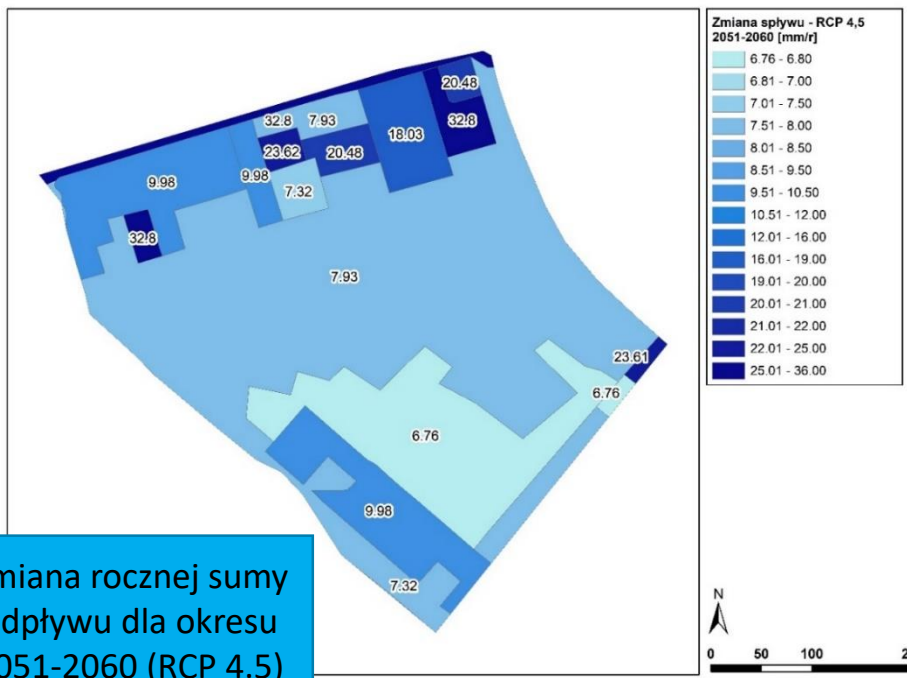 Zmiana spływu - RCP 4,5
2051-2060 [mm/r]
6.76 - 6.80
6.81 - 7.00
7.01 - 7.50
7.51 - 8.00
8.01 - 8.50
8.51 - 9.50
9.51 - 10.50
10.51 - 12.00
12.01 - 16.00
16.01 - 19.00
19.01 - 20.00
20.01 - 21.00
21.01 - 22.00
22.01 - 25.00
25.01 - 36.00
20.48
32.8 7.93
18.03
32.8
23.62
20.48
9.98
9.98
7.32
32.8
7.93
23.61
6.76
6.76
9.98
7.32
miana rocznej sumy
dpływu dla okresu
051-2060 (RCP 4.5)
N
0 50 100